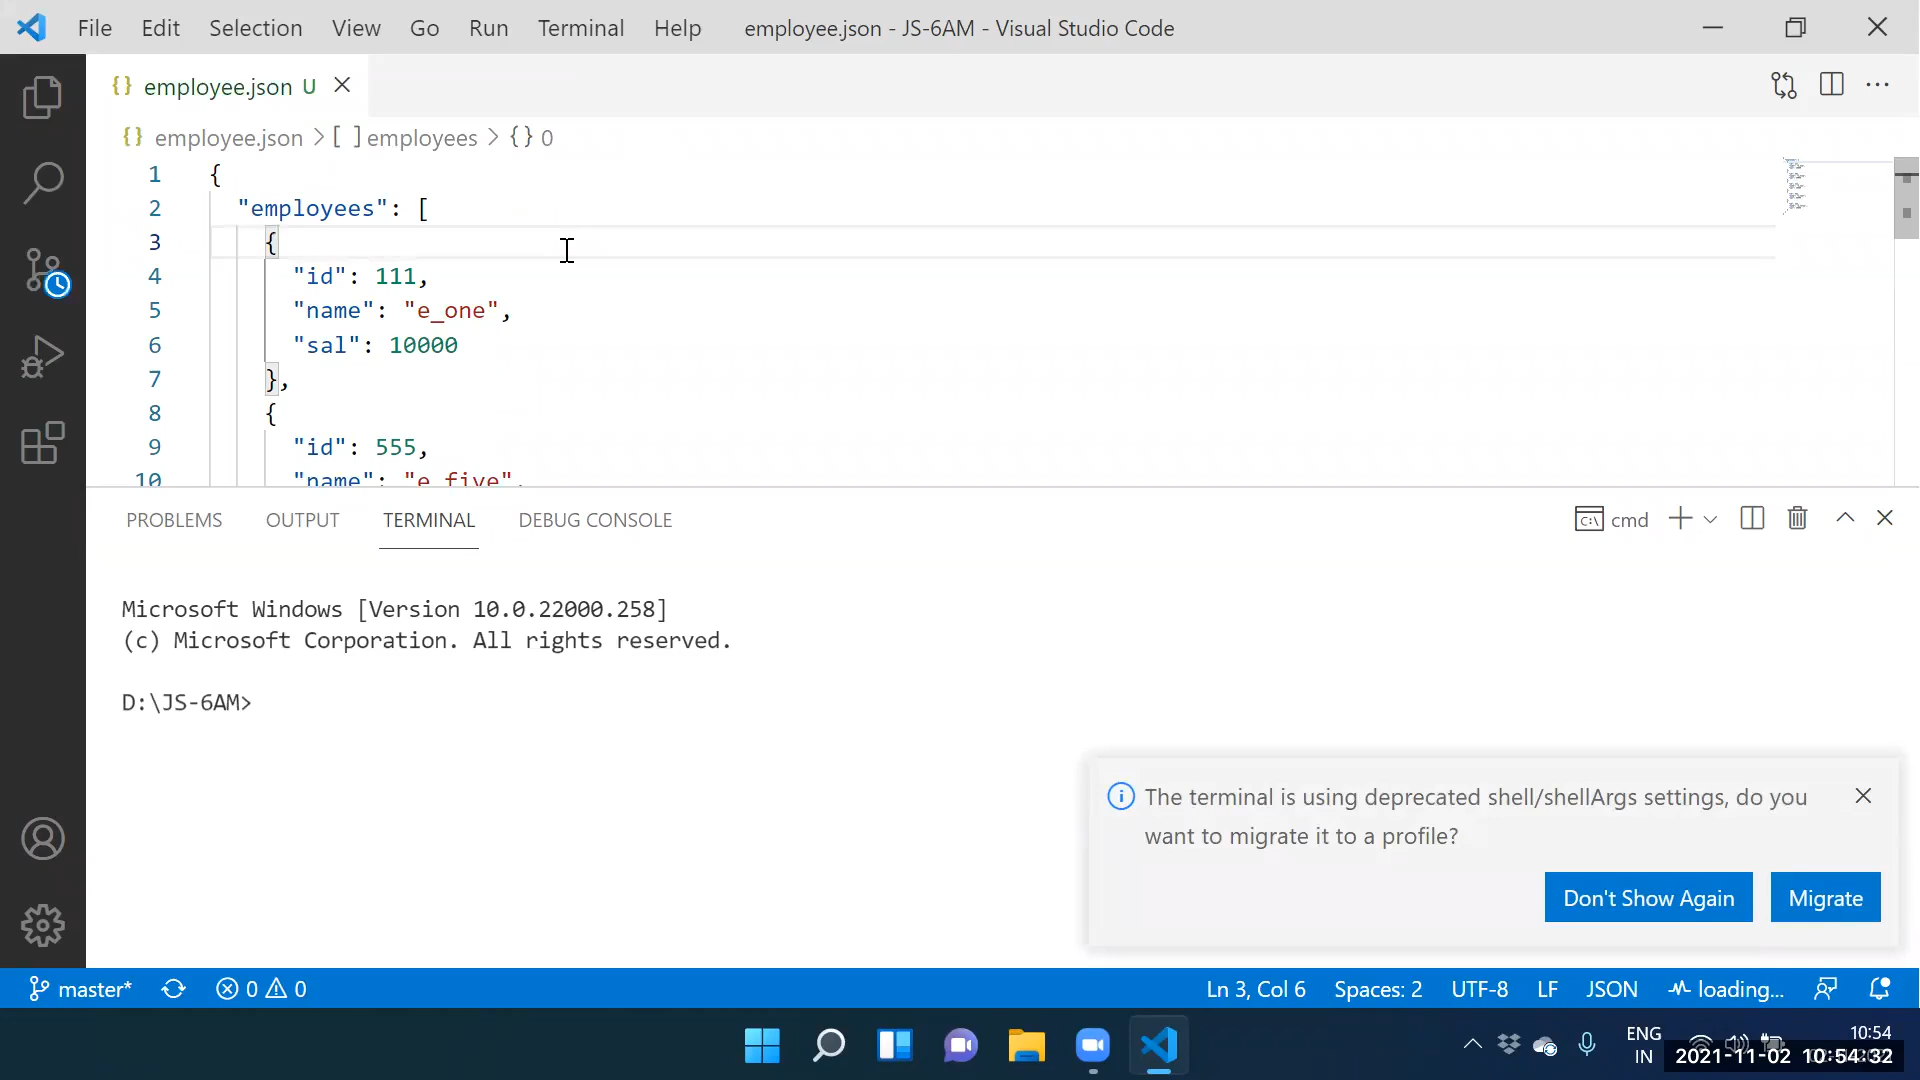 File Edit Selection View Go Run Terminal Help employee.json - JS-6AM - Visual Studio Code
{} employee.json U
{} employee.json > [ ] employees > {} 0
1 {
2 "employees": [
3 {
4 "id": 111,
5 "name": "e_one",
6 "sal": 10000
7 },
8 {
9 "id": 555,
10 "name": "e_five",
PROBLEMS OUTPUT TERMINAL DEBUG CONSOLE cmd
Microsoft Windows [Version 10.0.22000.258]
(c) Microsoft Corporation. All rights reserved.
D:\JS-6AM>
The terminal is using deprecated shell/shellArgs settings, do you
want to migrate it to a profile?
Don't Show Again Migrate
master* 0 0 Ln 3, Col 6 Spaces: 2 UTF-8 LF JSON loading...
ENG 10:54
IN 2021-11-02 10:54:32